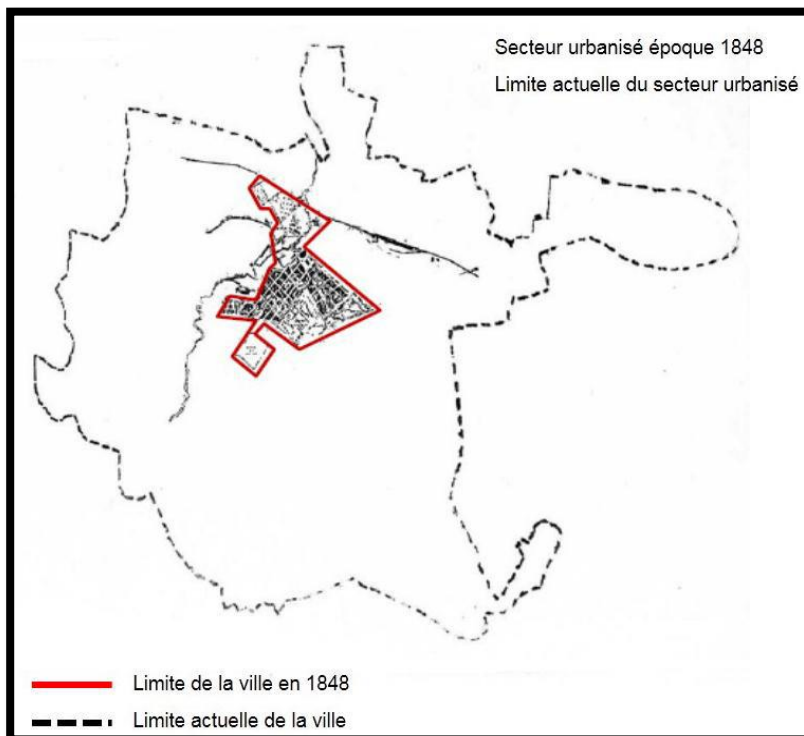 Secteur urbanisé époque 1848
Limite actuelle du secteur urbanisé
Limite de la ville en 1848
Limite actuelle de la ville